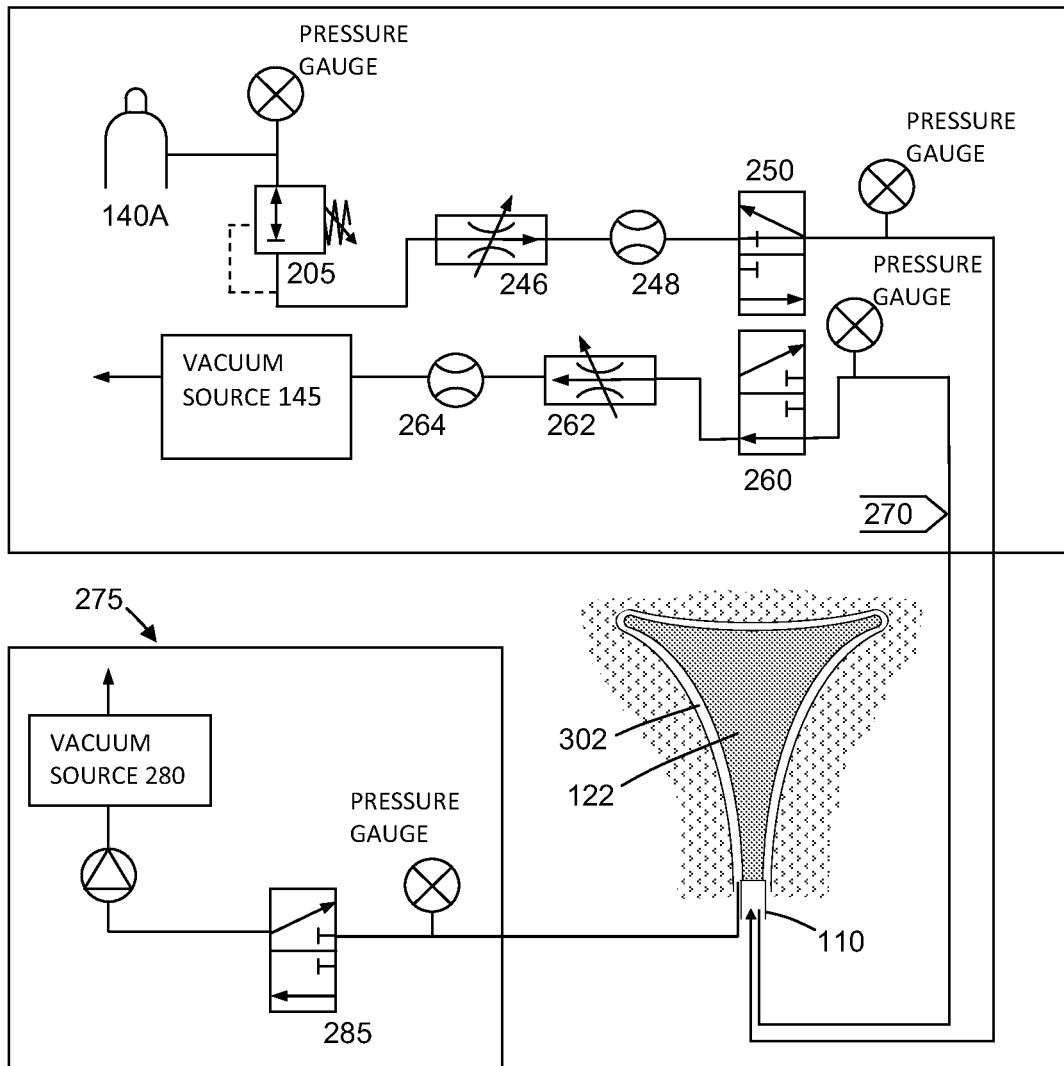 PRESSURE
GAUGE
140A
205
246
248
250
PRESSURE
GAUGE
PRESSURE
GAUGE
VACUUM
SOURCE 145
264
262
260
270
275
VACUUM
SOURCE 280
PRESSURE
GAUGE
285
302
122
110